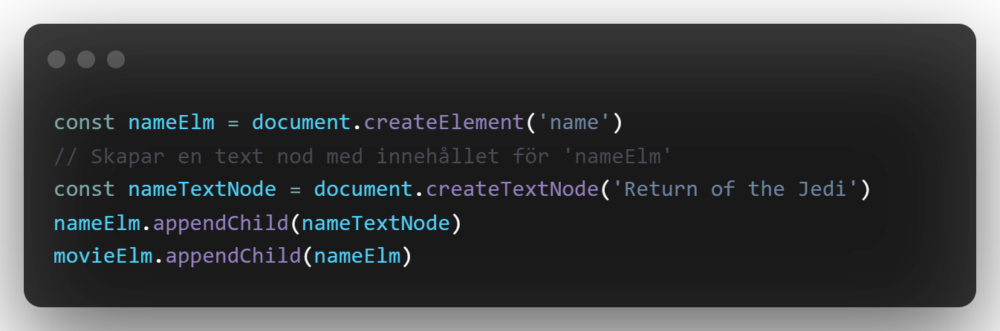 const nameElm = document.createElement('name')
// Skapar en text nod med innehållet för 'nameElm'
const nameTextNode = document.createTextNode('Return of the Jedi')
nameElm.appendChild(nameTextNode)
movieElm.appendChild(nameElm)